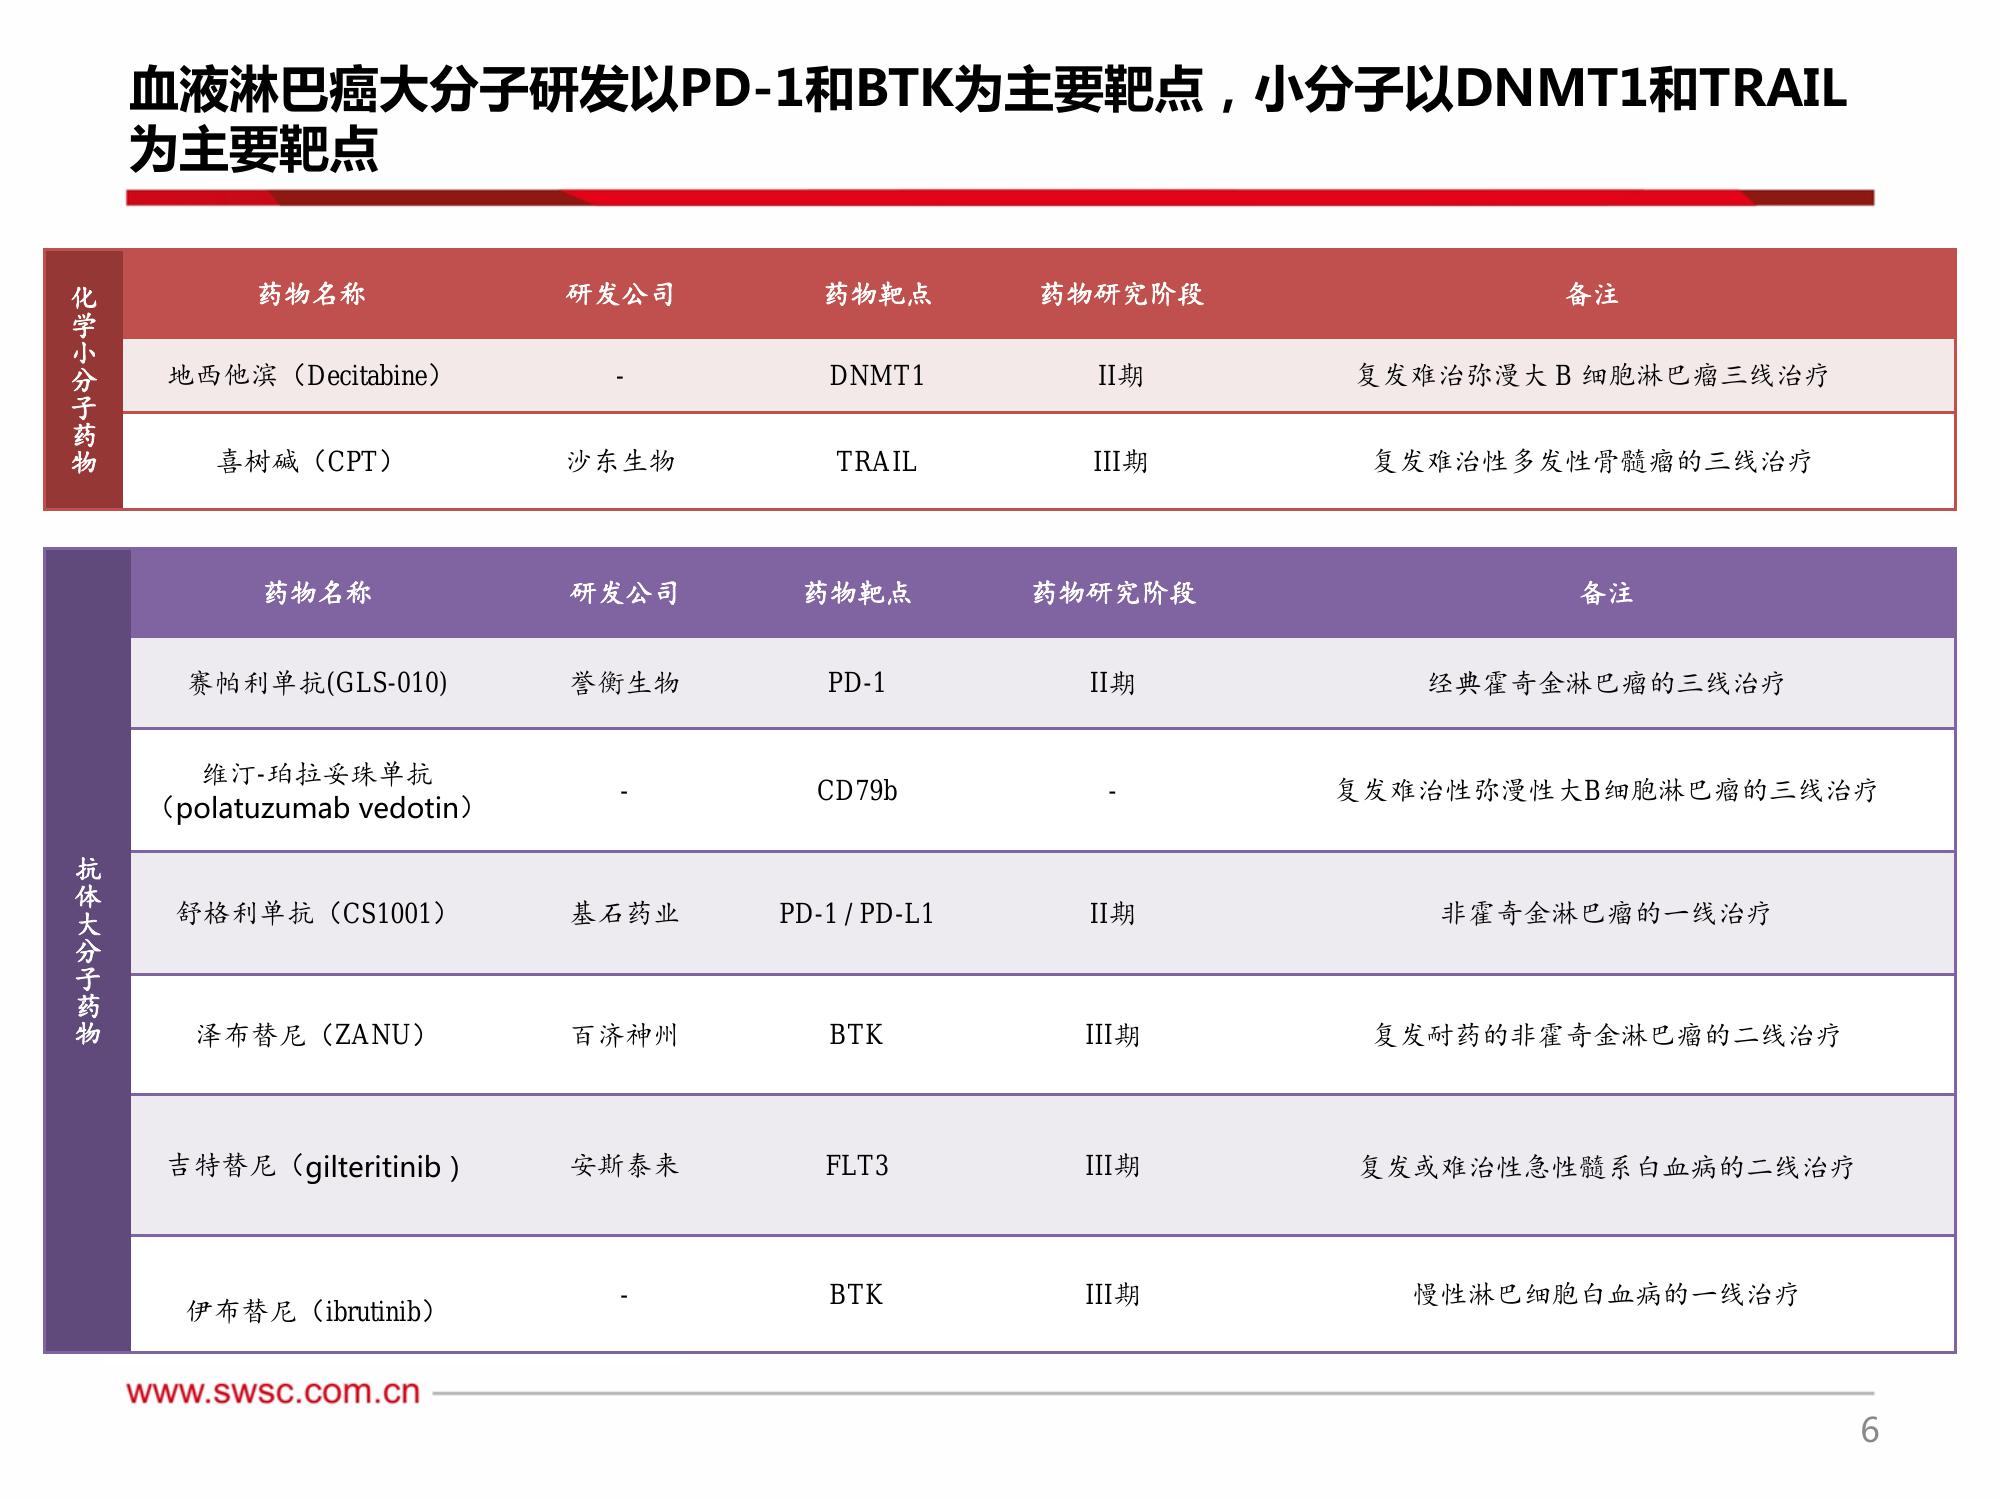 血液淋巴癌大分子研发以PD-1和BTK为主要靶点，小分子以DNMT1和TRAIL
为主要靶点
化学小分子药物
药物名称 研发公司 药物靶点 药物研究阶段 备注
地西他滨（Decitabine） - DNMT1 II期 复发难治弥漫大 B 细胞淋巴瘤三线治疗
喜树碱（CPT） 沙东生物 TRAIL III期 复发难治性多发性骨髓瘤的三线治疗
抗体大分子药物
药物名称 研发公司 药物靶点 药物研究阶段 备注
赛帕利单抗(GLS-010) 誉衡生物 PD-1 II期 经典霍奇金淋巴瘤的三线治疗
维汀-珀拉妥珠单抗
（polatuzumab vedotin） - CD79b - 复发难治性弥漫性大B细胞淋巴瘤的三线治疗
舒格利单抗（CS1001） 基石药业 PD-1 / PD-L1 II期 非霍奇金淋巴瘤的一线治疗
泽布替尼（ZANU） 百济神州 BTK III期 复发耐药的非霍奇金淋巴瘤的二线治疗
吉特替尼（gilteritinib ) 安斯泰来 FLT3 III期 复发或难治性急性髓系白血病的二线治疗
伊布替尼（ibrutinib） - BTK III期 慢性淋巴细胞白血病的一线治疗
www.swsc.com.cn
6